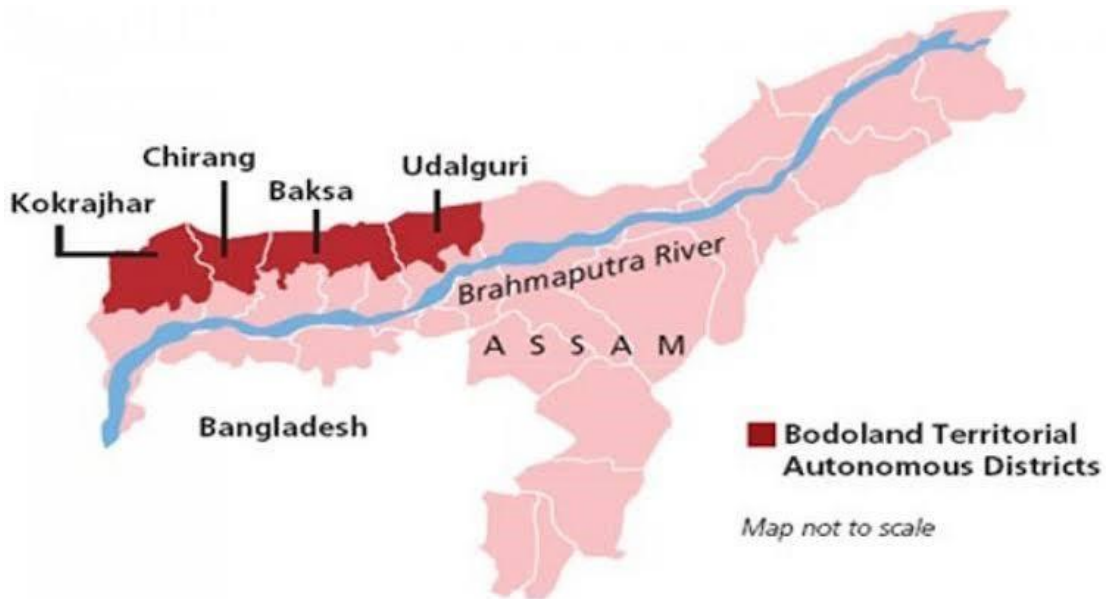 Chirang
Udalguri
Baksa
Kokrajhar
Brahmaputra River
A S S A M
Bangladesh
Bodoland Territorial
Autonomous Districts
Map not to scale